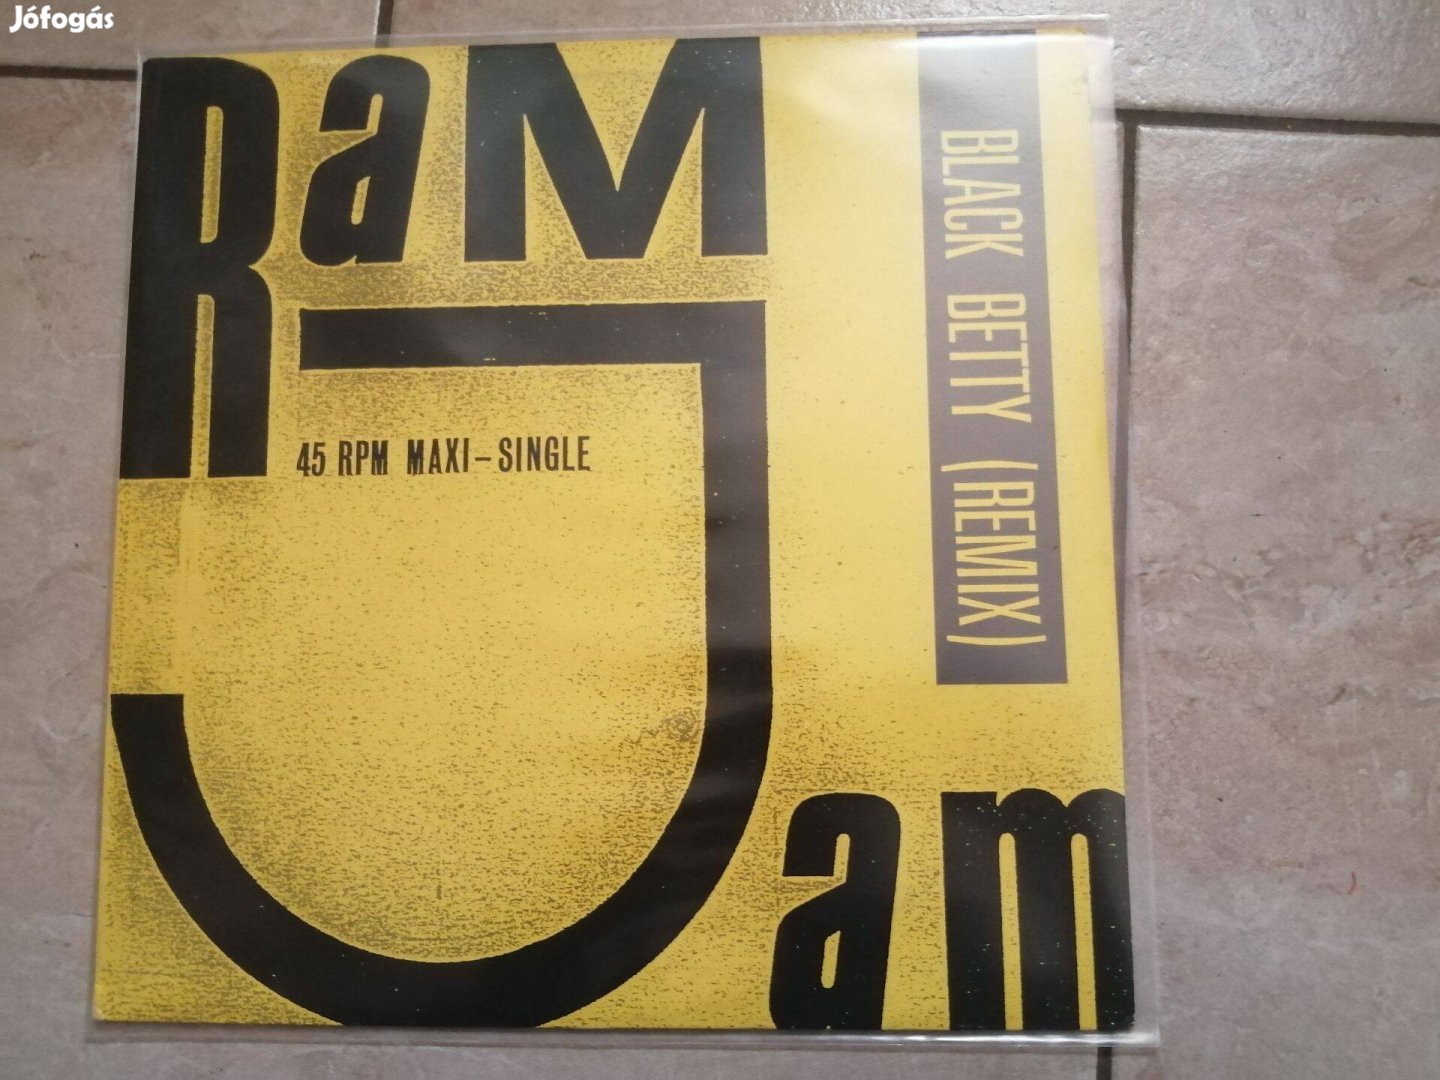 Jófogás
RaM
Jam
45 RPM MAXI-SINGLE
BLACK BETTY (REMIX)